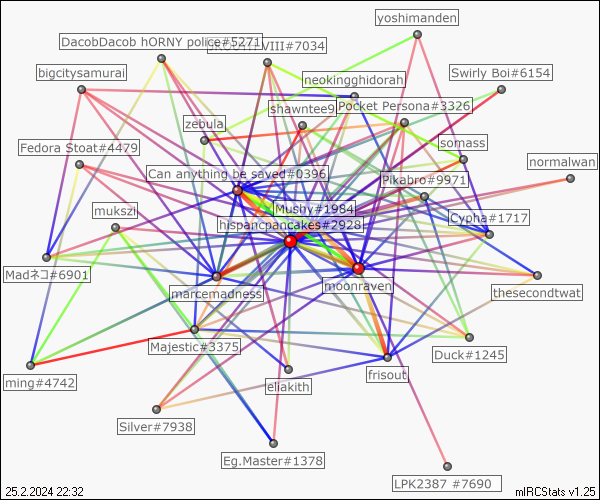 yoshimanden
DacobDacob hORNY police#5271
VIII#7034
bigcitysamurai
neokingghidorah
Swirly Boi#6154
shawntee9
Pocket Persona#3326
zebula
somass
Fedora Stoat#4479
normalwan
Can anything be saved#0396
Pikabro#9971
Mushy#1984
mukszi
Cypha#1717
hispanicpancakes#2928
Madネコ#6901
marcemadness
moonraven
thesecondtwat
Majestic#3375
Duck#1245
ming#4742
frisout
eliakith
Silver#7938
Eg.Master#1378
LPK2387 #7690
25.2.2024 22:32
mIRCStats v1.25